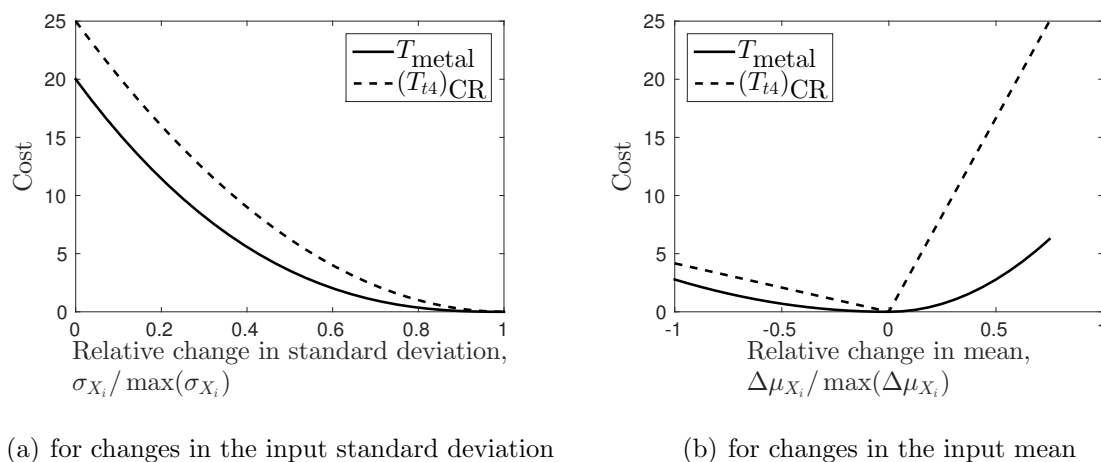 25
20
15
10
5
0
Cost
T_metal
(T_t4)_CR
0 0.2 0.4 0.6 0.8 1
Relative change in standard deviation,
σ_{X_i}/ max(σ_{X_i})
(a) for changes in the input standard deviation
25
20
15
10
5
0
Cost
T_metal
(T_t4)_CR
-1 -0.5 0 0.5 1
Relative change in mean,
Δμ_{X_i}/ max(Δμ_{X_i})
(b) for changes in the input mean